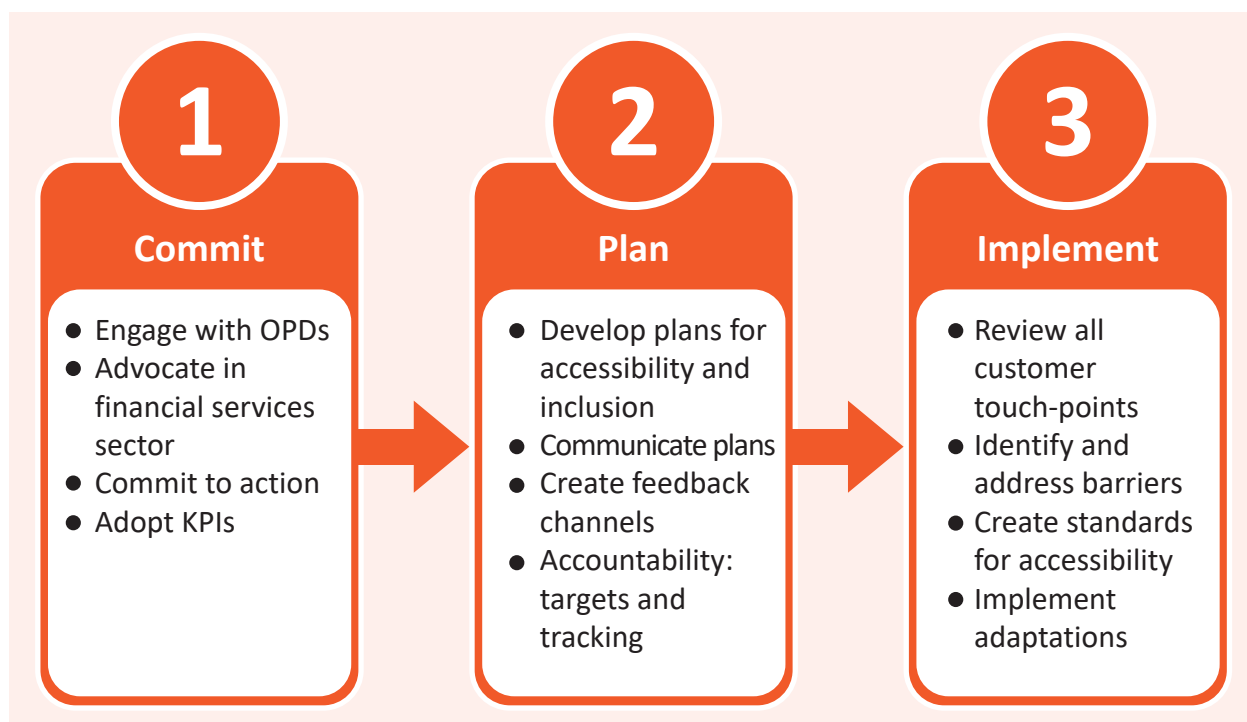 1
Commit
● Engage with OPDs
● Advocate in
financial services
sector
● Commit to action
● Adopt KPIs
2
Plan
● Develop plans for
accessibility and
inclusion
● Communicate plans
● Create feedback
channels
● Accountability:
targets and
tracking
3
Implement
● Review all
customer
touch-points
● Identify and
address barriers
● Create standards
for accessibility
● Implement
adaptations